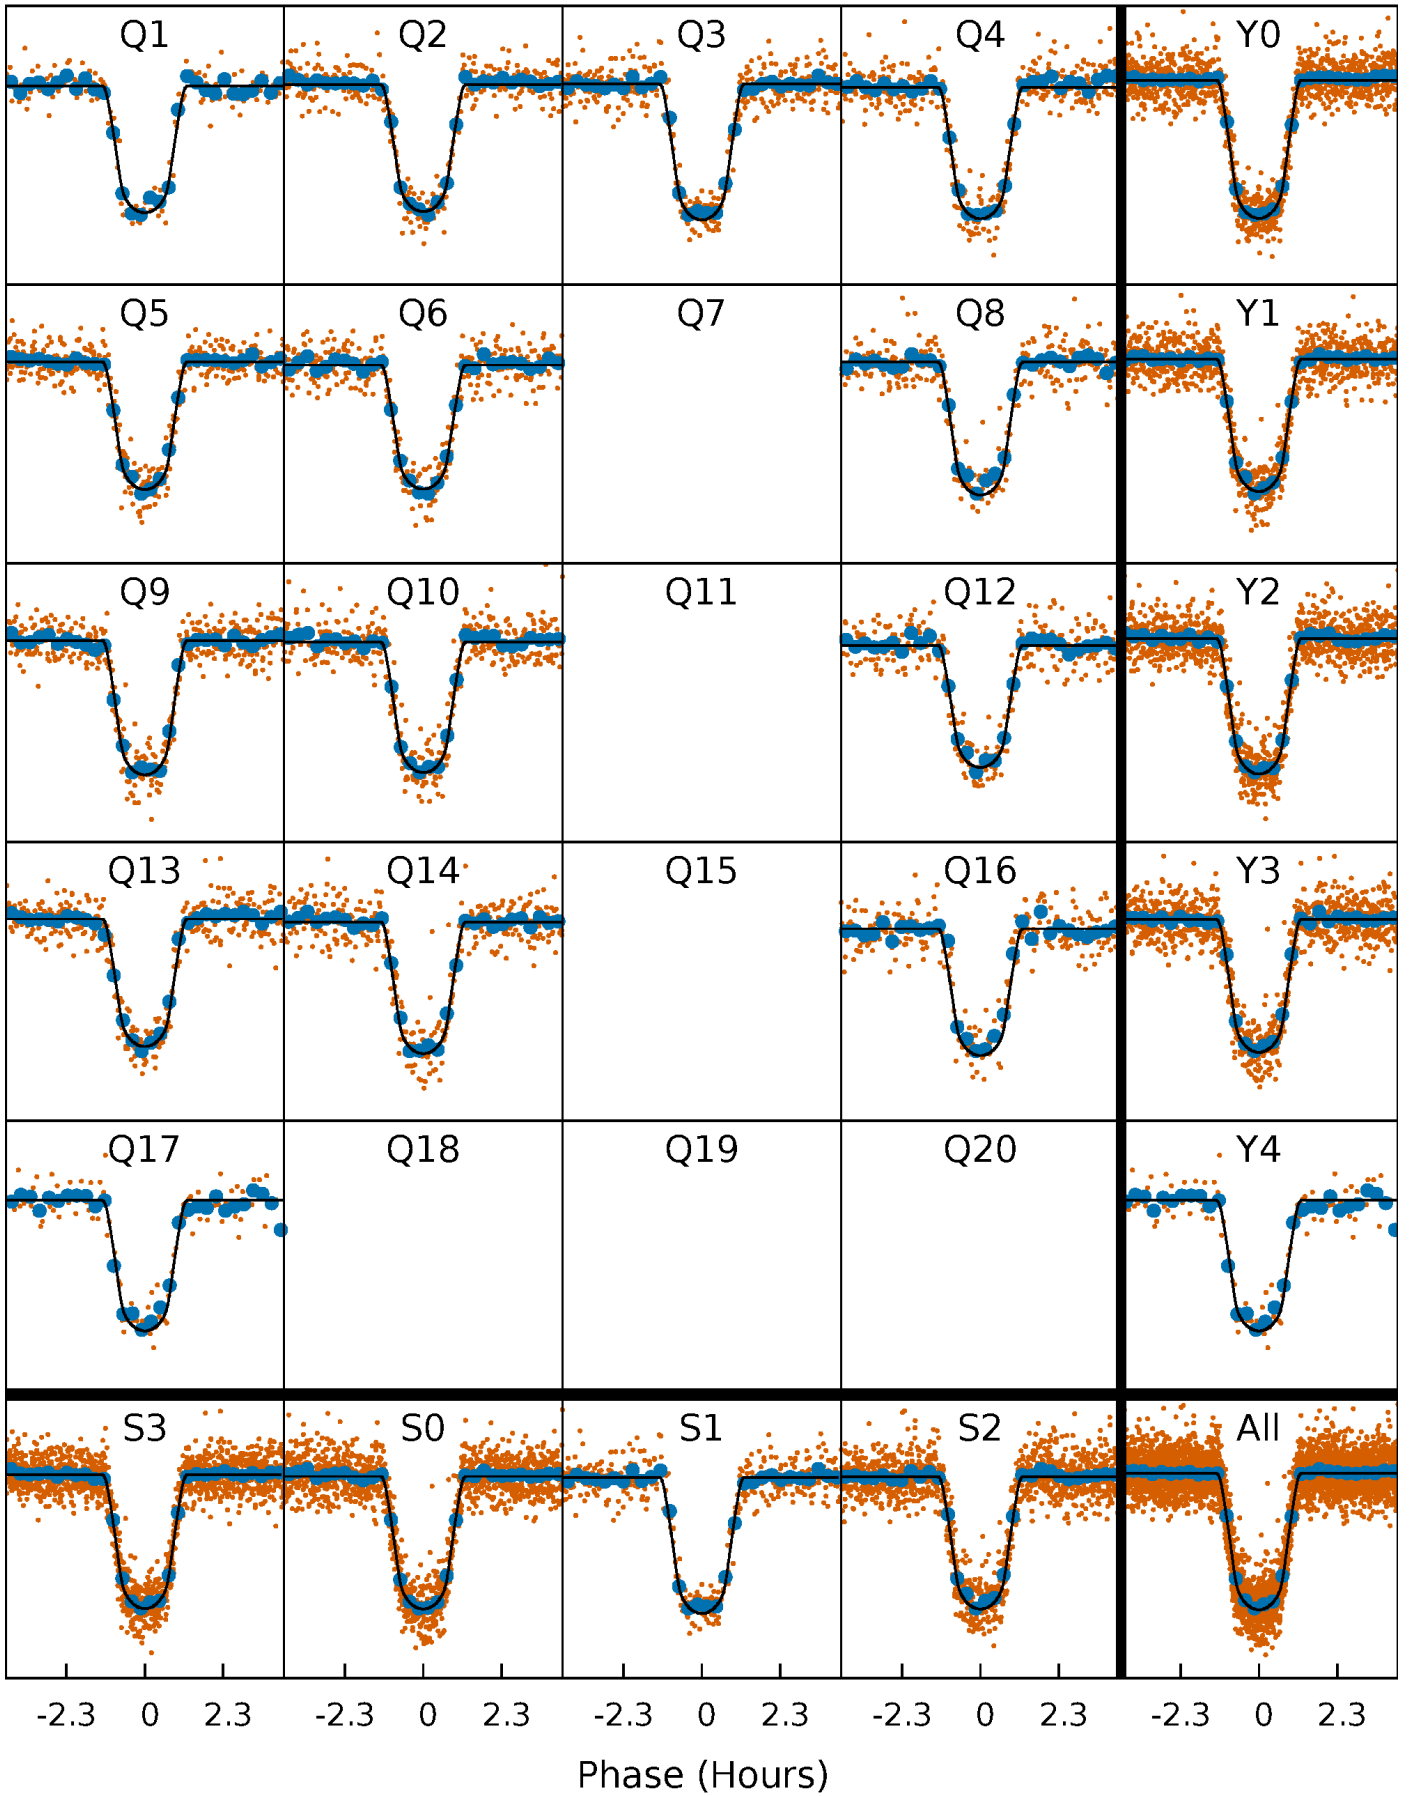 Q1 Q2 Q3 Q4 Y0
Q5 Q6 Q7 Q8 Y1
Q9 Q10 Q11 Q12 Y2
Q13 Q14 Q15 Q16 Y3
Q17 Q18 Q19 Q20 Y4
S3 S0 S1 S2 All
-2.3 0 2.3 -2.3 0 2.3 -2.3 0 2.3 -2.3 0 2.3 -2.3 0 2.3
Phase (Hours)